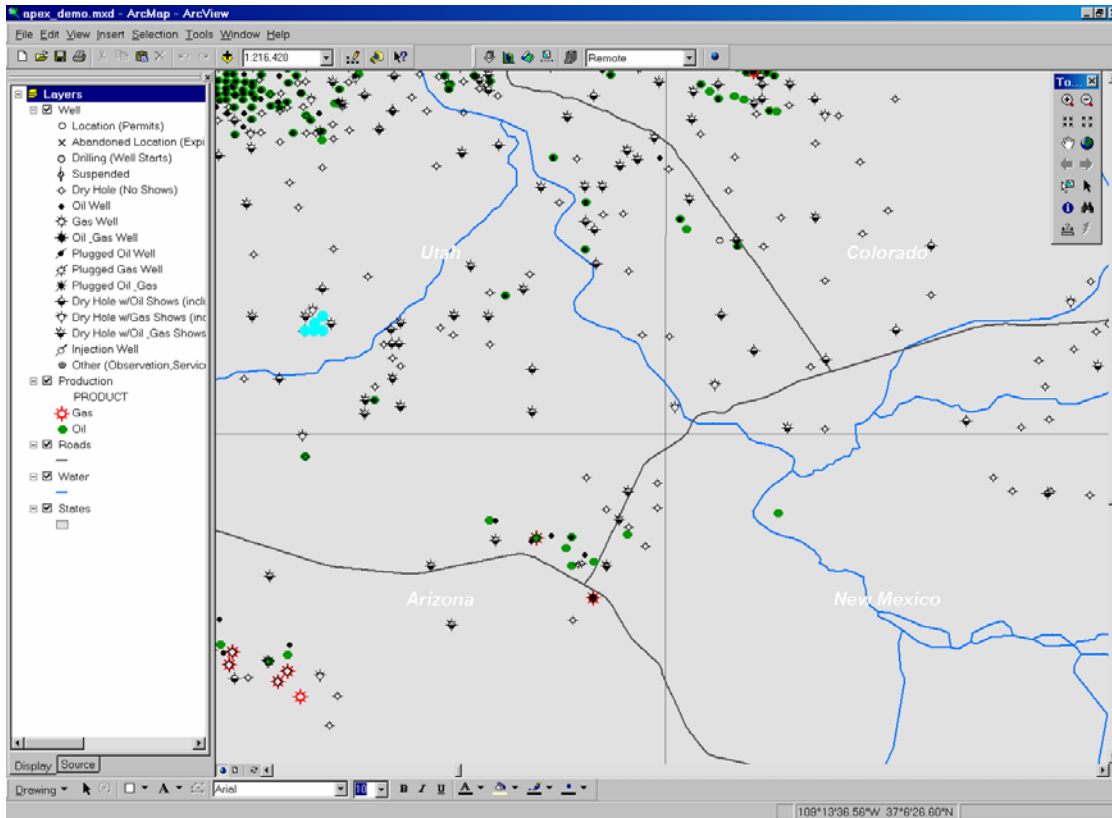 apex_demo.mxd - ArcMap - ArcView
File Edit View Insert Selection Tools Window Help
1:216,420
Remote
Layers
Well
Location (Permits)
Abandoned Location (Expi
Drilling (Well Starts)
Suspended
Dry Hole (No Shows)
Oil Well
Gas Well
Oil_Gas Well
Plugged Oil Well
Plugged Gas Well
Plugged Oil_Gas
Dry Hole w/Oil Shows (inclu
Dry Hole w/Gas Shows (inc
Dry Hole w/Oil_Gas Shows
Injection Well
Other (Observation,Service
Production
PRODUCT
Gas
Oil
Roads
Water
States
To...
Utah
Colorado
Arizona
New Mexico
Display Source
Drawing
Arial
10
B I U A
109°13'36.56"W 37°6'26.60"N